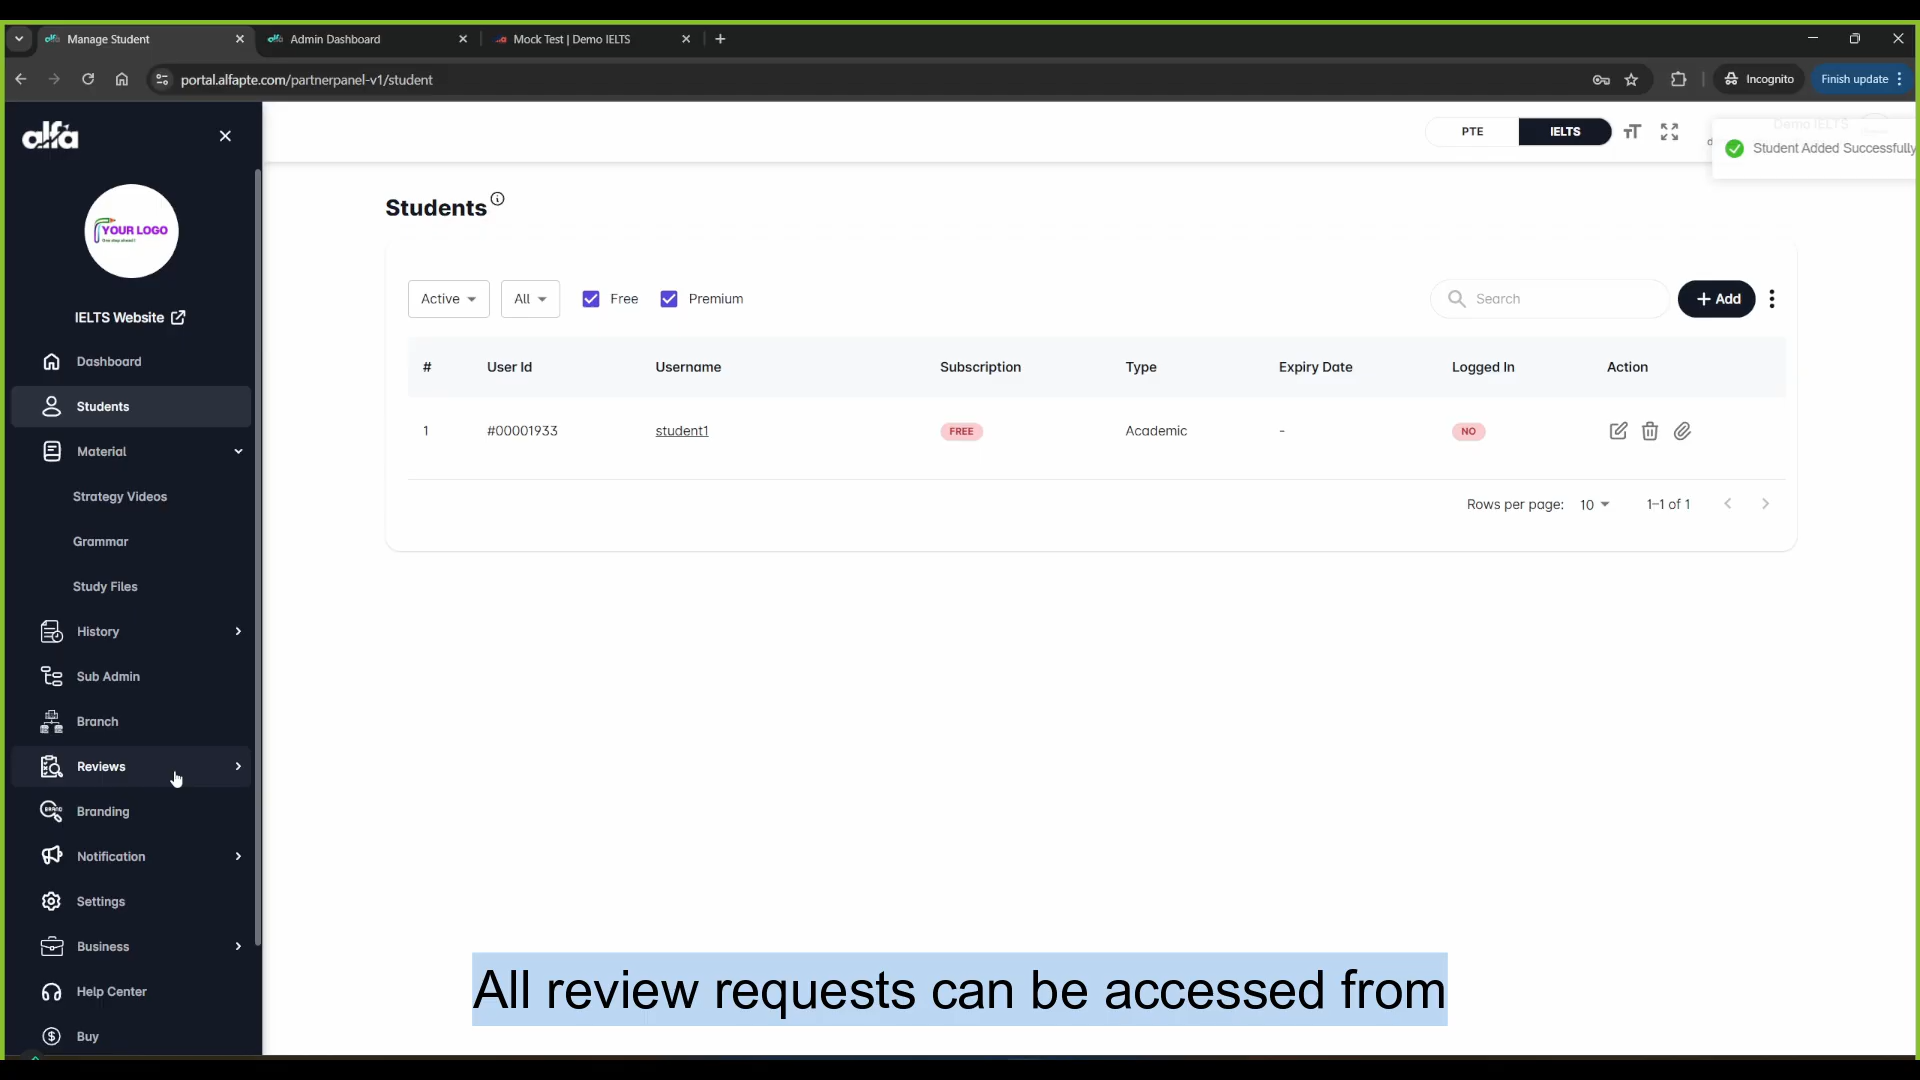 Manage Student
Admin Dashboard
Mock Test | Demo IELTS
portal.alfapte.com/partnerpanel-v1/student
Incognito
Finish update
alfa
YOUR LOGO
IELTS Website
Dashboard
Students
Material
Strategy Videos
Grammar
Study Files
History
Sub Admin
Branch
Reviews
Branding
Notification
Settings
Business
Help Center
Buy
PTE
IELTS
Demo IELTS
Student Added Successfully
Students
Active
All
Free
Premium
Search
+ Add
# User Id Username Subscription Type Expiry Date Logged In Action
1 #00001933 student1 FREE Academic - NO
Rows per page: 10 1-1 of 1
All review requests can be accessed from